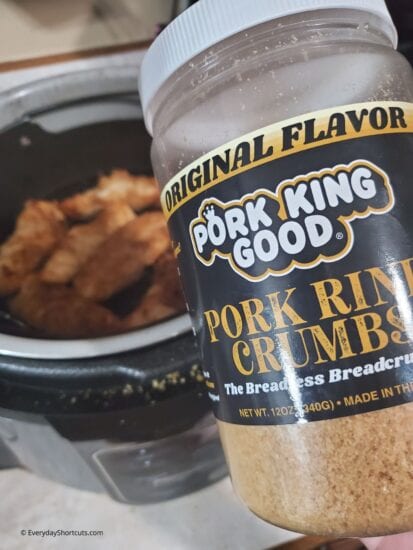 ORIGINAL FLAVOR
PORK KING
GOOD®
PORK RIN
CRUMBS
The Breadless Breadcru
NET WT. 12OZ (340G) • MADE IN TH
© EverydayShortcuts.com